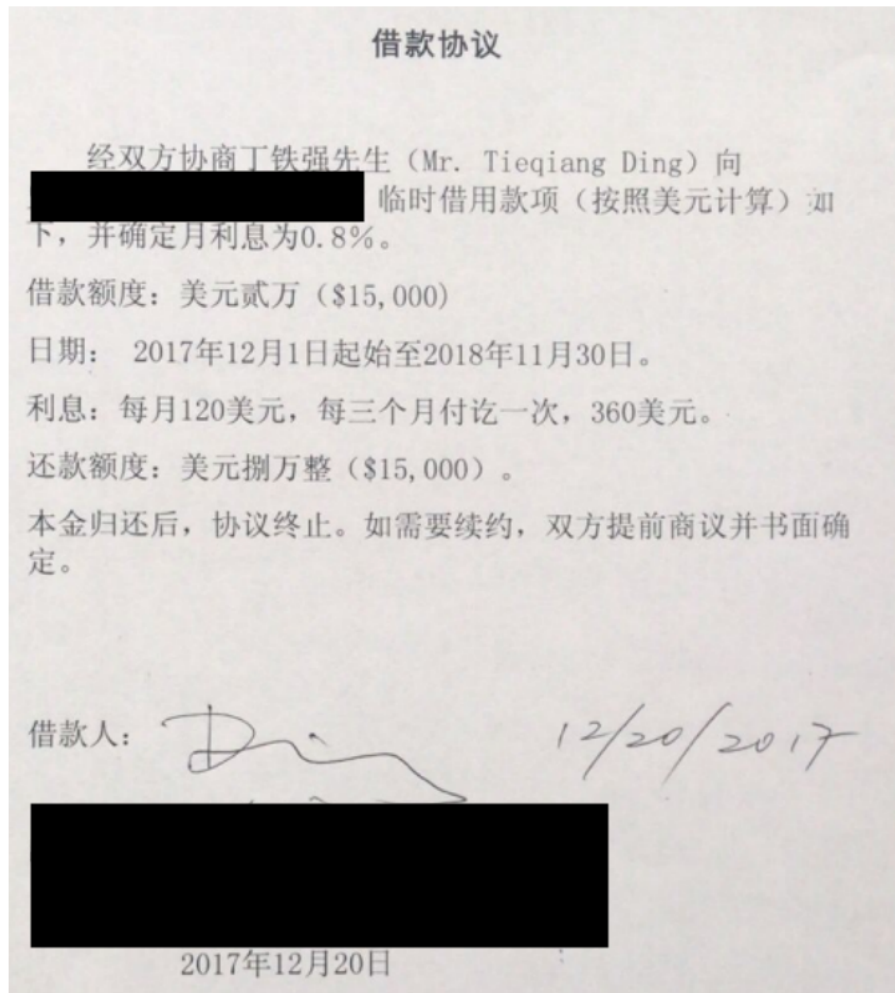 借款协议
经双方协商丁铁强先生（Mr. Tieqiang Ding）向
临时借用款项（按照美元计算）如
下，并确定月利息为0.8%。
借款额度：美元贰万（$15,000)
日期： 2017年12月1日起始至2018年11月30日。
利息：每月120美元，每三个月付讫一次，360美元。
还款额度：美元捌万整（$15,000）。
本金归还后，协议终止。如需要续约，双方提前商议并书面确
定。
借款人： Ding 12/20/2017
2017年12月20日